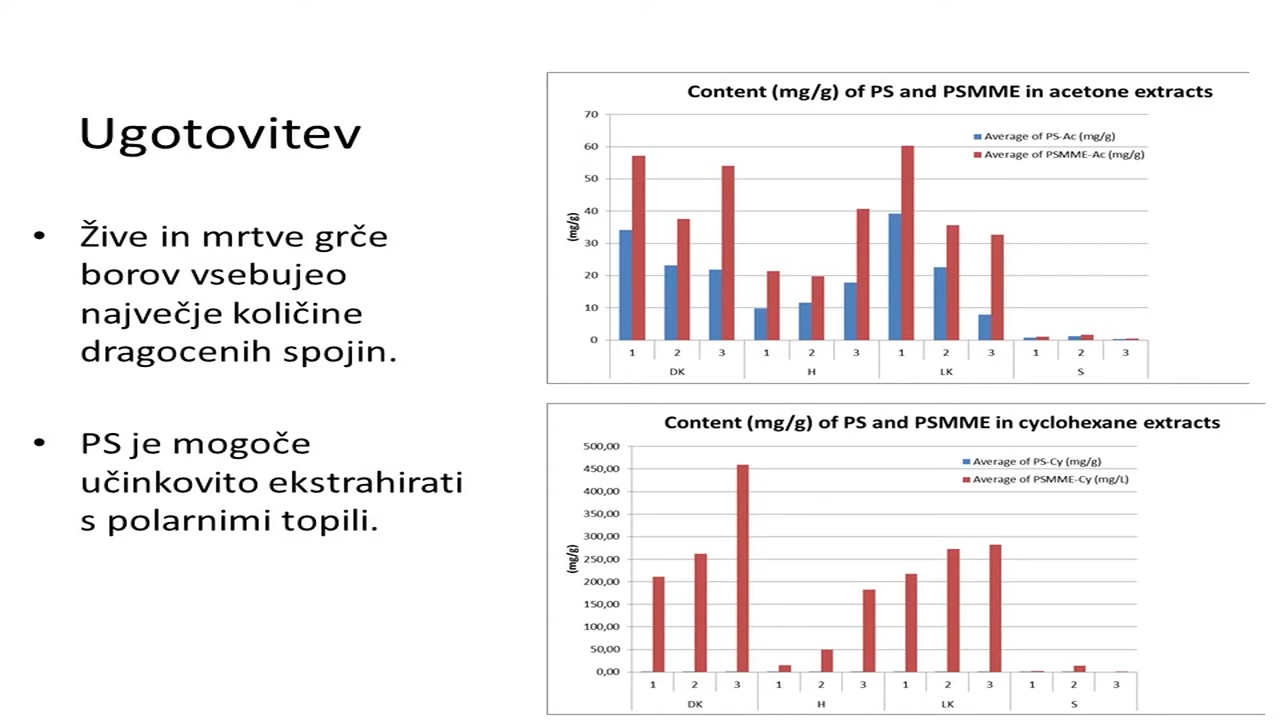 Ugotovitev
• Žive in mrtve grče
borov vsebujeo
največje količine
dragocenih spojin.
• PS je mogoče
učinkovito ekstrahirati
s polarnimi topili.
Content (mg/g) of PS and PSMME in acetone extracts
Average of PS-Ac (mg/g)
Average of PSMME-Ac (mg/g)
(mg/g)
70
60
50
40
30
20
10
0
1 2 3 1 2 3 1 2 3 1 2 3
DK H LK S
Content (mg/g) of PS and PSMME in cyclohexane extracts
Average of PS-Cy (mg/g)
Average of PSMME-Cy (mg/L)
(mg/g)
500,00
450,00
400,00
350,00
300,00
250,00
200,00
150,00
100,00
50,00
0,00
1 2 3 1 2 3 1 2 3 1 2 3
DK H LK S